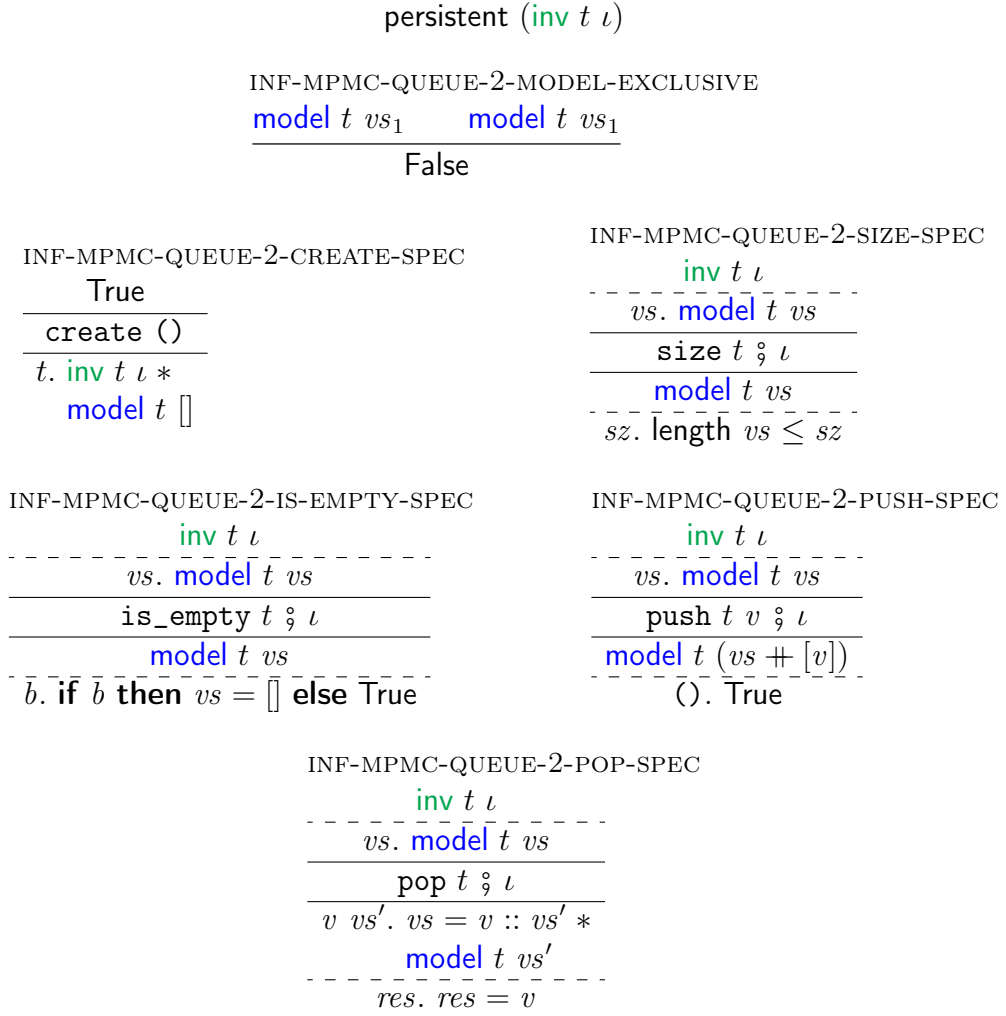 persistent (inv t ι)
INF-MPMC-QUEUE-2-MODEL-EXCLUSIVE
model t vs₁ model t vs₁
False
INF-MPMC-QUEUE-2-CREATE-SPEC
True
create ()
t. inv t ι ∗
model t []
INF-MPMC-QUEUE-2-SIZE-SPEC
inv t ι
vs. model t vs
size t ⨾ ι
model t vs
sz. length vs ≤ sz
INF-MPMC-QUEUE-2-IS-EMPTY-SPEC
inv t ι
vs. model t vs
is_empty t ⨾ ι
model t vs
b. if b then vs = [] else True
INF-MPMC-QUEUE-2-PUSH-SPEC
inv t ι
vs. model t vs
push t v ⨾ ι
model t (vs ⧺ [v])
(). True
INF-MPMC-QUEUE-2-POP-SPEC
inv t ι
vs. model t vs
pop t ⨾ ι
v vs′. vs = v :: vs′ ∗
model t vs′
res. res = v